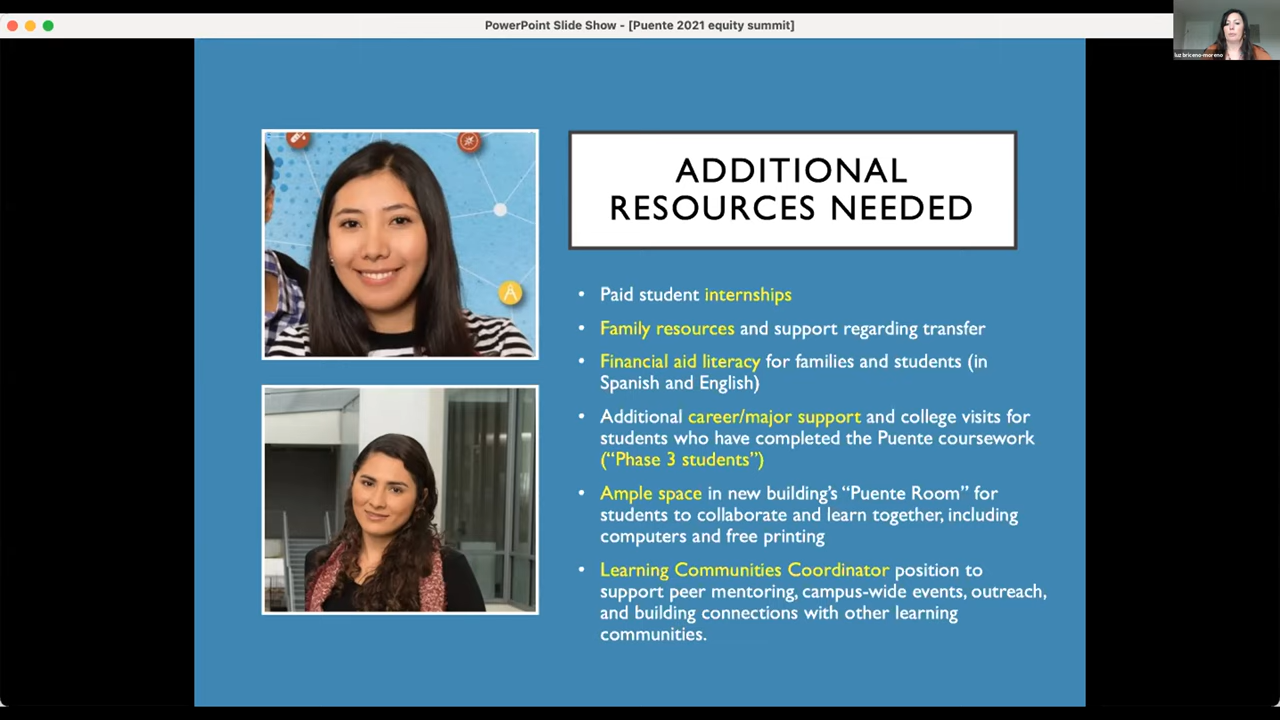 PowerPoint Slide Show - [Puente 2021 equity summit]
luz briceno-moreno
ADDITIONAL
RESOURCES NEEDED
• Paid student internships
• Family resources and support regarding transfer
• Financial aid literacy for families and students (in
Spanish and English)
• Additional career/major support and college visits for
students who have completed the Puente coursework
(“Phase 3 students”)
• Ample space in new building’s “Puente Room” for
students to collaborate and learn together, including
computers and free printing
• Learning Communities Coordinator position to
support peer mentoring, campus-wide events, outreach,
and building connections with other learning
communities.